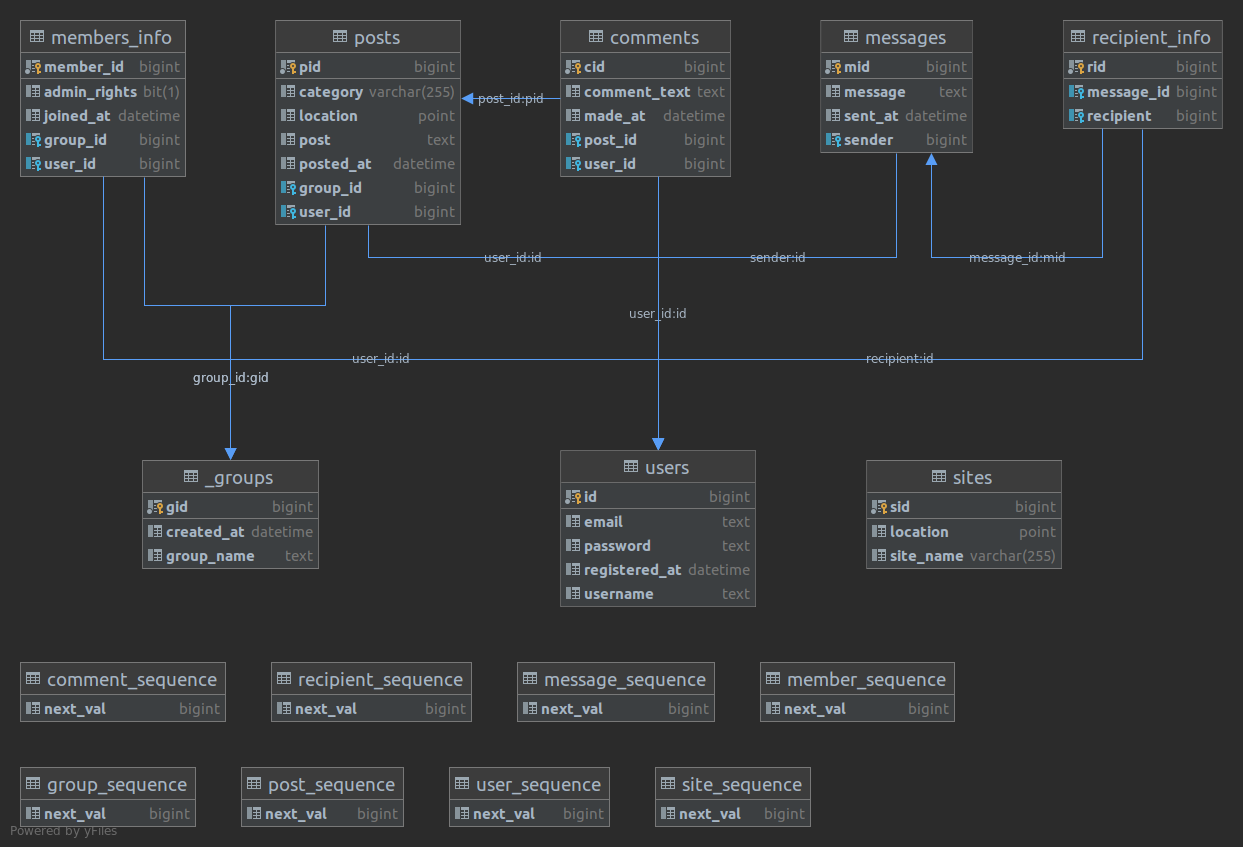 members_info
member_id bigint
admin_rights bit(1)
joined_at datetime
group_id bigint
user_id bigint
posts
pid bigint
category varchar(255)
location point
post text
posted_at datetime
group_id bigint
user_id bigint
comments
cid bigint
comment_text text
made_at datetime
post_id bigint
user_id bigint
messages
mid bigint
message text
sent_at datetime
sender bigint
recipient_info
rid bigint
message_id bigint
recipient bigint
post_id:pid
user_id:id
sender:id
message_id:mid
user_id:id
user_id:id
recipient:id
group_id:gid
_groups
gid bigint
created_at datetime
group_name text
users
id bigint
email text
password text
registered_at datetime
username text
sites
sid bigint
location point
site_name varchar(255)
comment_sequence
next_val bigint
recipient_sequence
next_val bigint
message_sequence
next_val bigint
member_sequence
next_val bigint
group_sequence
next_val bigint
post_sequence
next_val bigint
user_sequence
next_val bigint
site_sequence
next_val bigint
Powered by yFiles